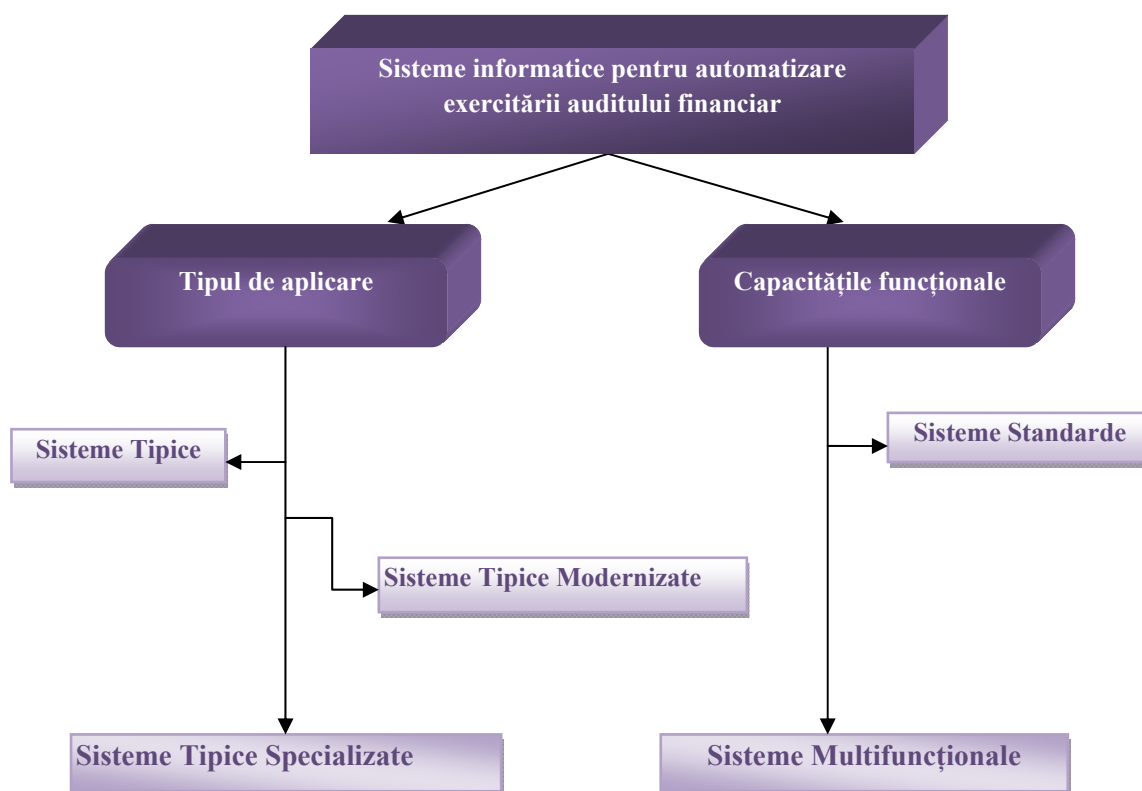 Sisteme informatice pentru automatizare
exercitării auditului financiar
Tipul de aplicare
Capacitățile funcționale
Sisteme Standarde
Sisteme Tipice
Sisteme Tipice Modernizate
Sisteme Tipice Specializate
Sisteme Multifuncționale